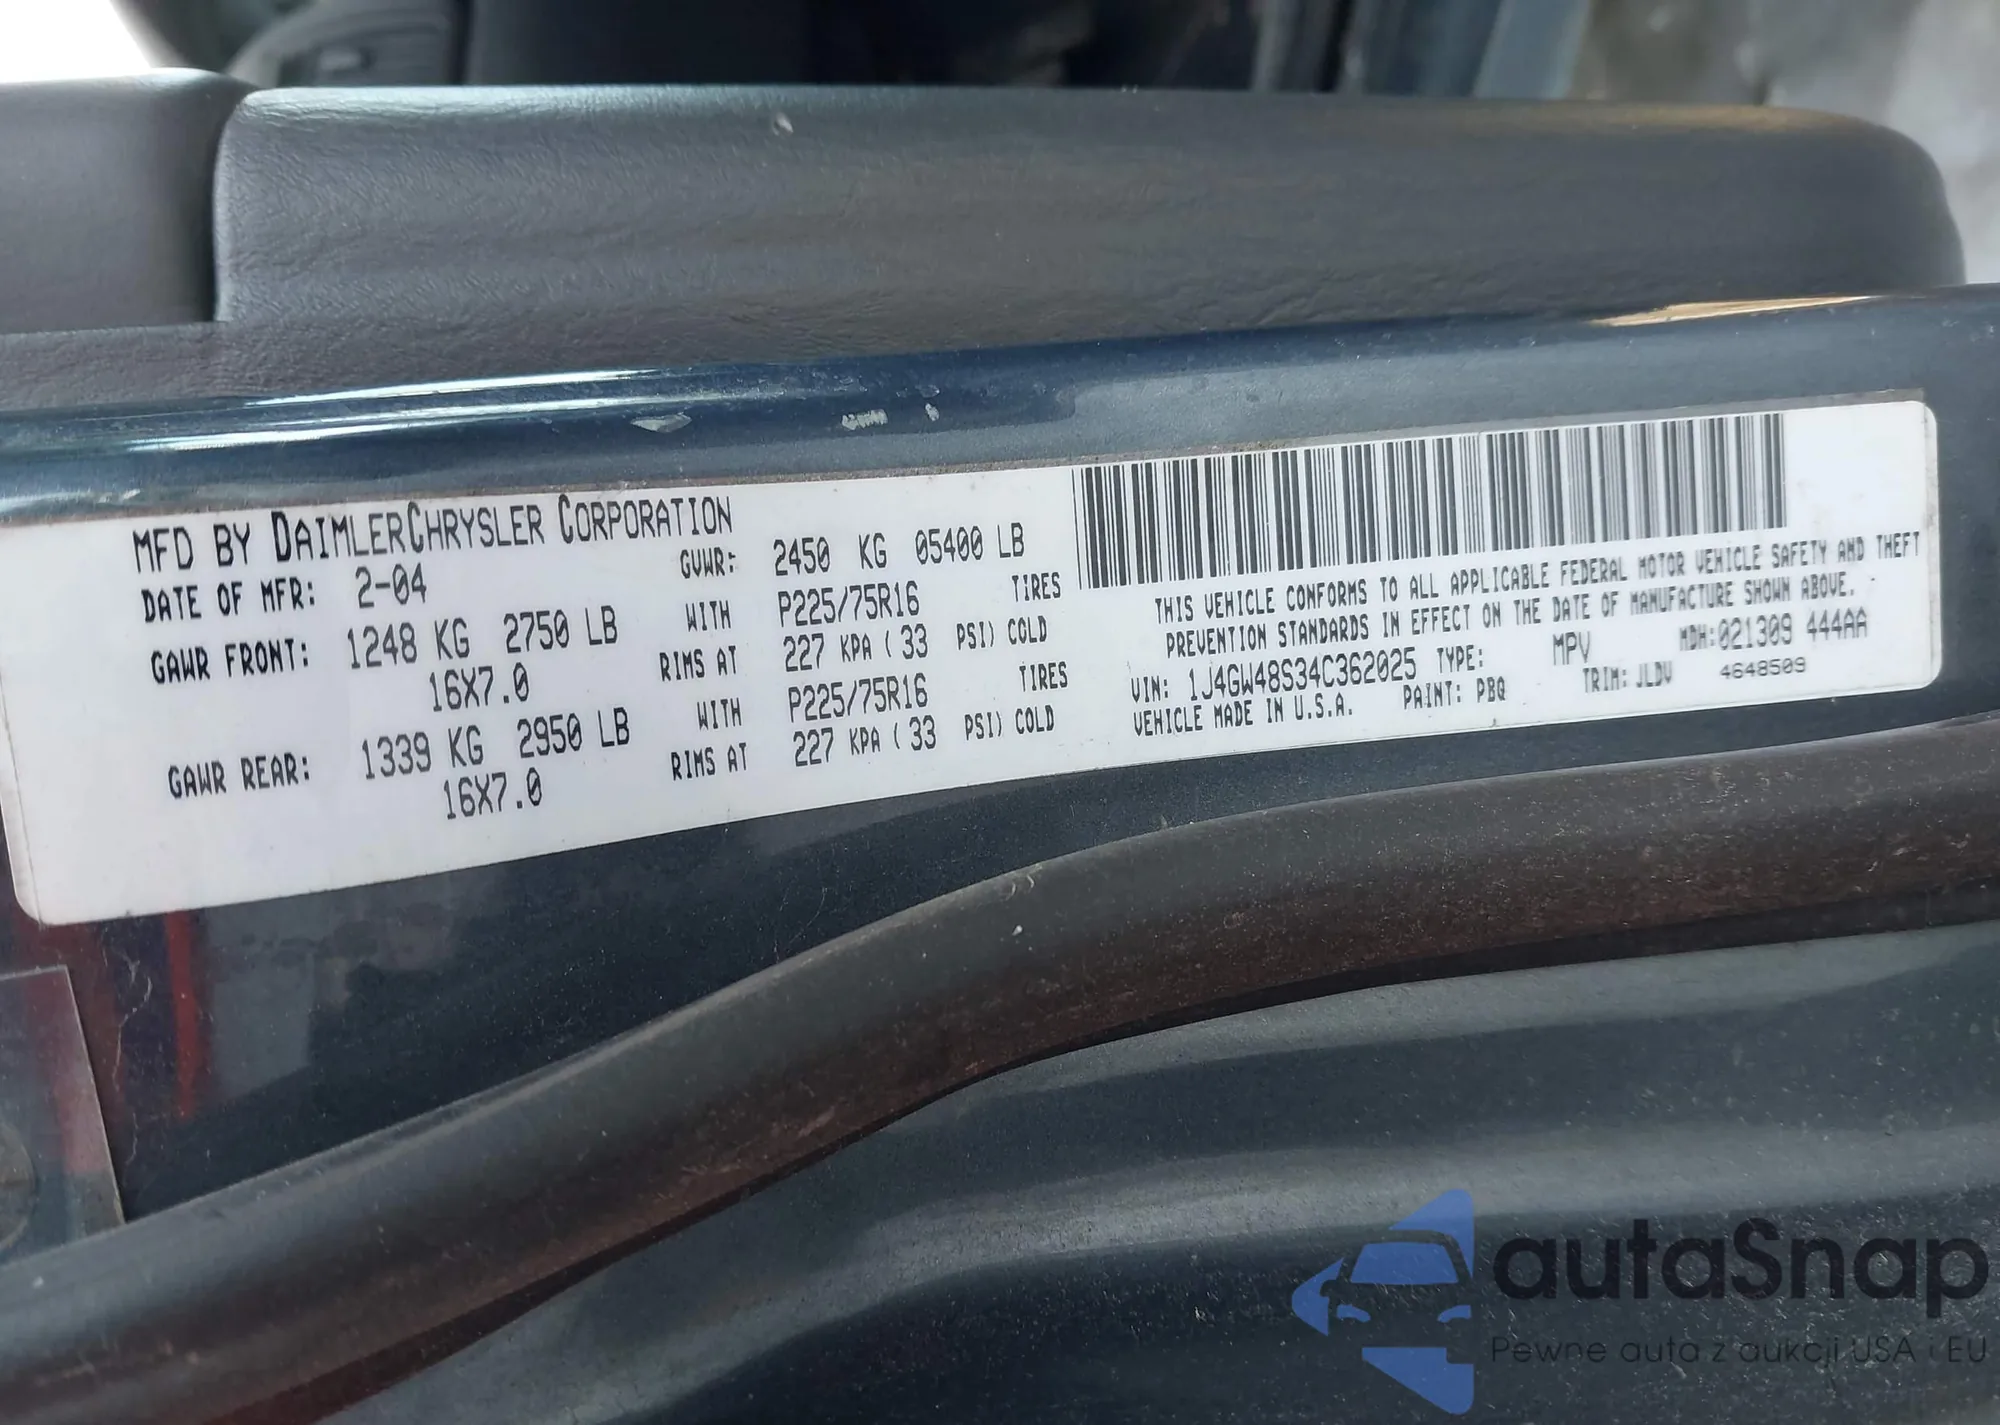 MFD BY DAIMLERCHRYSLER CORPORATION
DATE OF MFR: 2-04 GVWR: 2450 KG 05400 LB
GAWR FRONT: 1248 KG 2750 LB WITH P225/75R16 TIRES
16X7.0 RIMS AT 227 KPA ( 33 PSI) COLD
GAWR REAR: 1339 KG 2950 LB WITH P225/75R16 TIRES
16X7.0 RIMS AT 227 KPA ( 33 PSI) COLD
THIS VEHICLE CONFORMS TO ALL APPLICABLE FEDERAL MOTOR VEHICLE SAFETY AND THEFT
PREVENTION STANDARDS IN EFFECT ON THE DATE OF MANUFACTURE SHOWN ABOVE.
VIN: 1J4GW48S34C362025 TYPE: MPV MDH:021309 444AA
VEHICLE MADE IN U.S.A. PAINT: PBQ TRIM: JLDV 4648509
autaSnap
Pewne auta z aukcji USA i EU